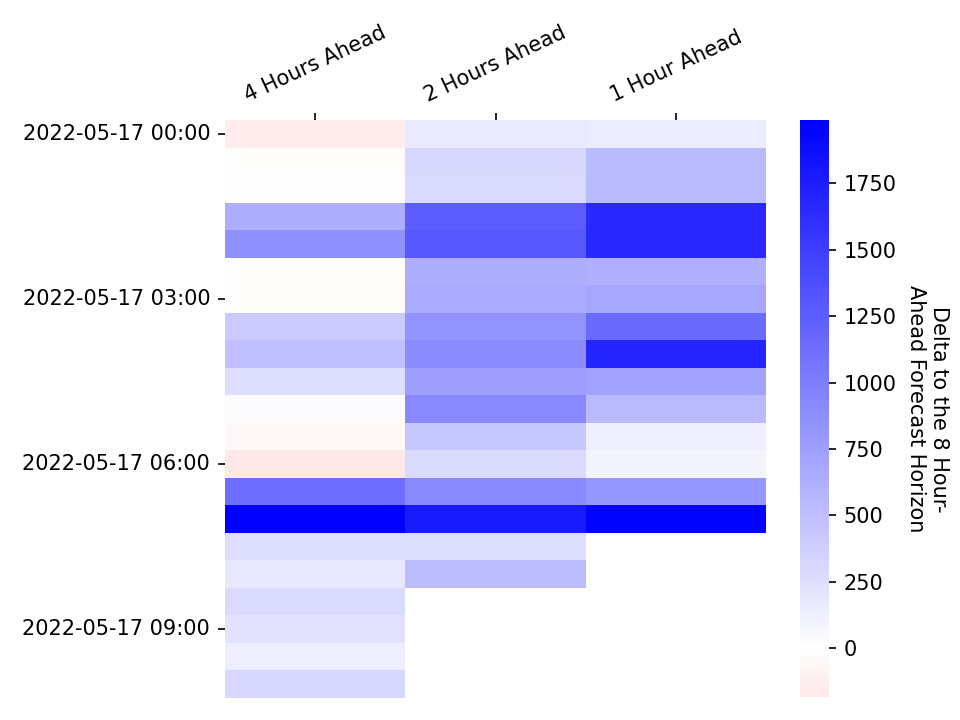 4 Hours Ahead
2 Hours Ahead
1 Hour Ahead
2022-05-17 00:00
2022-05-17 03:00
2022-05-17 06:00
2022-05-17 09:00
1750
1500
1250
1000
750
500
250
0
Delta to the 8 Hour-
Ahead Forecast Horizon